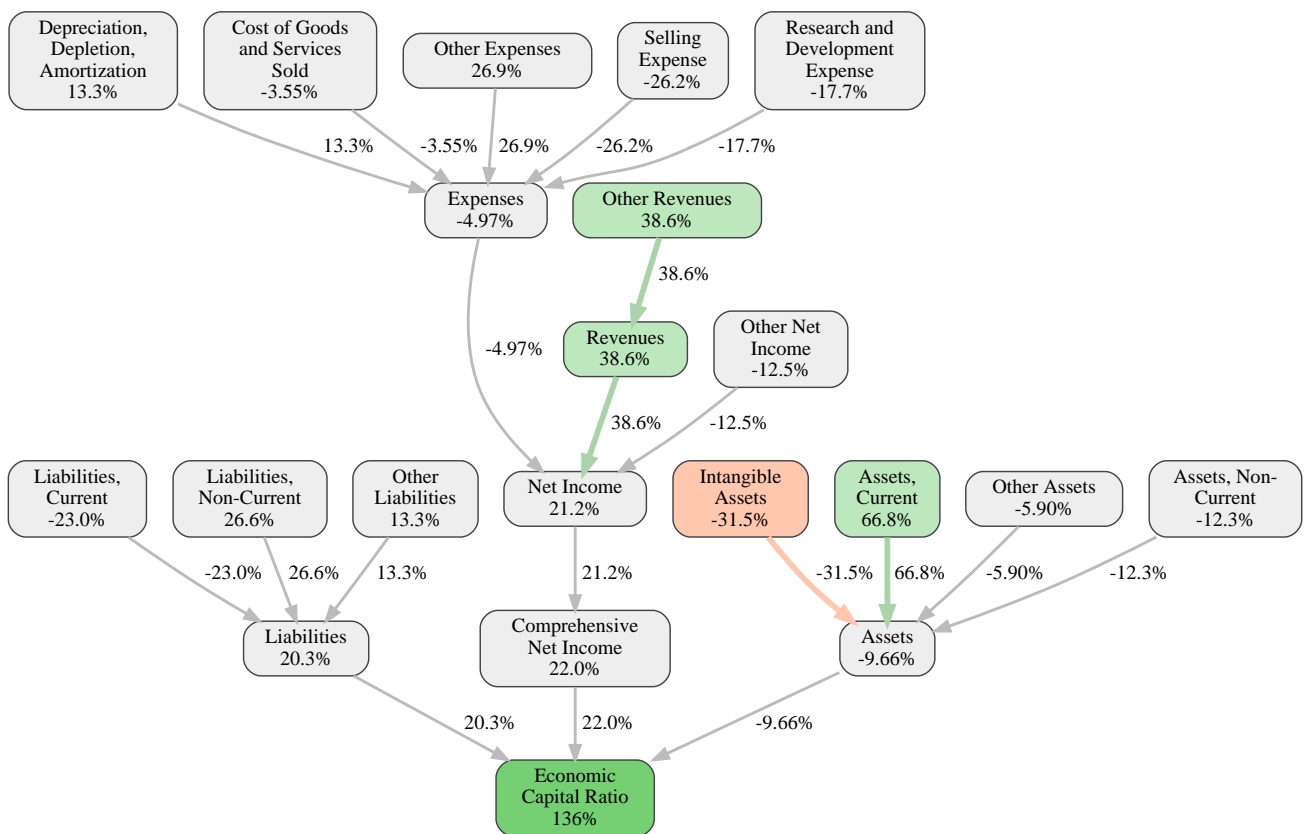 Depreciation,
Depletion,
Amortization
13.3%
Cost of Goods
and Services
Sold
-3.55%
Other Expenses
26.9%
Selling
Expense
-26.2%
Research and
Development
Expense
-17.7%
13.3%
-3.55%
26.9%
-26.2%
-17.7%
Expenses
-4.97%
Other Revenues
38.6%
38.6%
-4.97%
Revenues
38.6%
Other Net
Income
-12.5%
38.6%
-12.5%
Liabilities,
Current
-23.0%
Liabilities,
Non-Current
26.6%
Other
Liabilities
13.3%
Net Income
21.2%
Intangible
Assets
-31.5%
Assets,
Current
66.8%
Other Assets
-5.90%
Assets, Non-
Current
-12.3%
-23.0%
26.6%
13.3%
21.2%
-31.5%
66.8%
-5.90%
-12.3%
Liabilities
20.3%
Comprehensive
Net Income
22.0%
Assets
-9.66%
20.3%
22.0%
-9.66%
Economic
Capital Ratio
136%